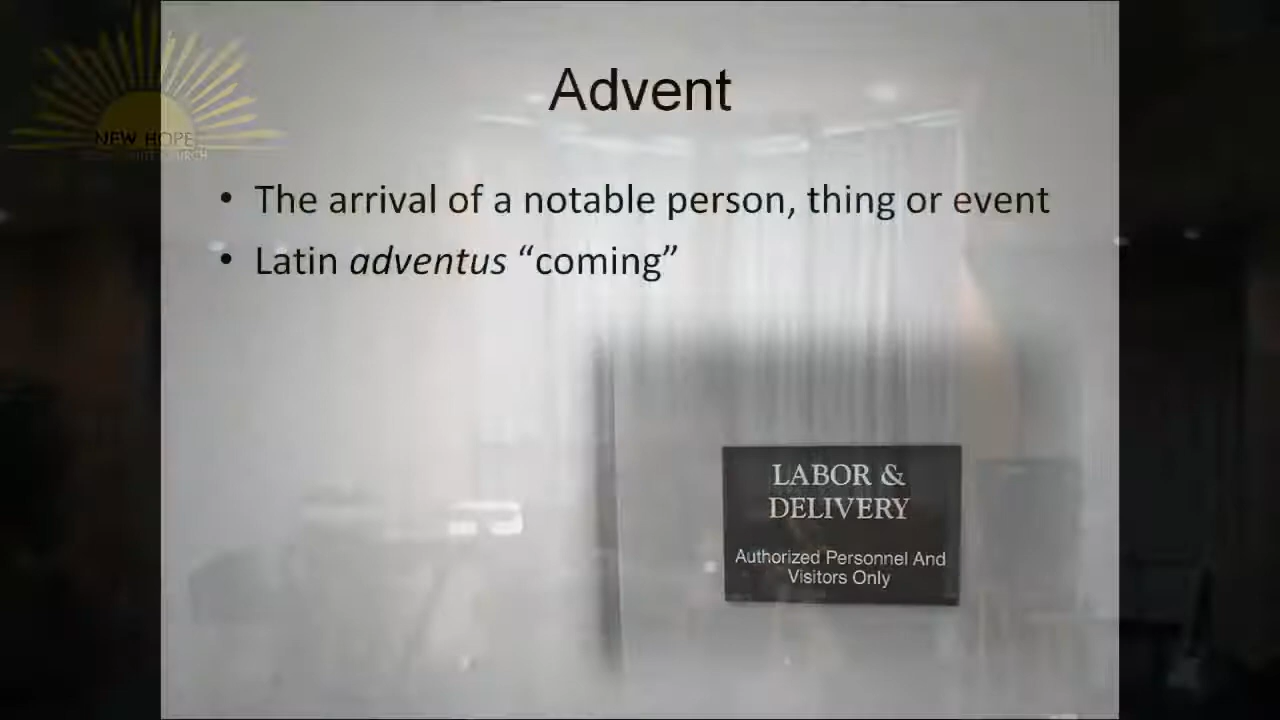 NEW HOPE
Advent
• The arrival of a notable person, thing or event
• Latin adventus “coming”
LABOR &
DELIVERY
Authorized Personnel And
Visitors Only